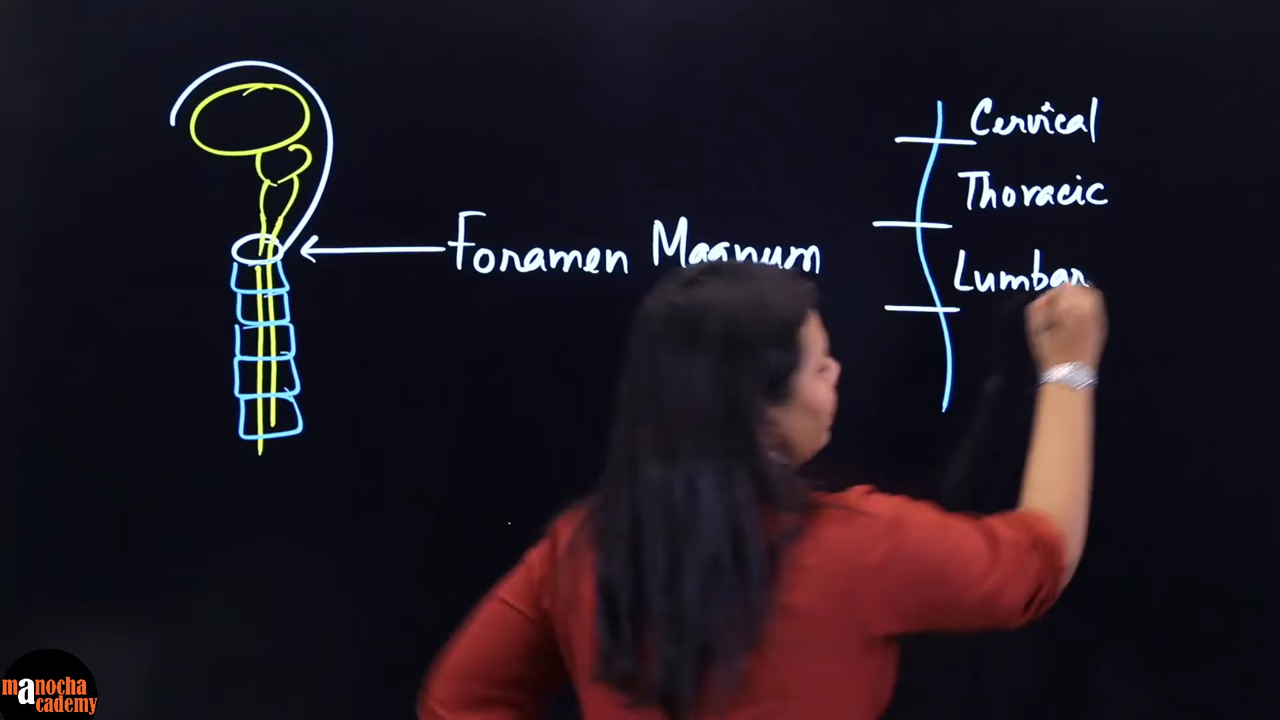 Cervical
Thoracic
Foramen Magnum
Lumbar
manocha
academy